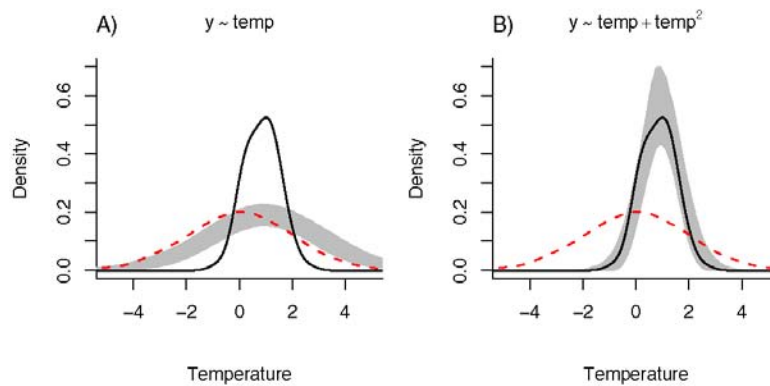 A)
y ~ temp
0.6
0.4
0.2
0.0
Density
-4 -2 0 2 4
Temperature
B)
y ~ temp + temp²
0.6
0.4
0.2
0.0
Density
-4 -2 0 2 4
Temperature